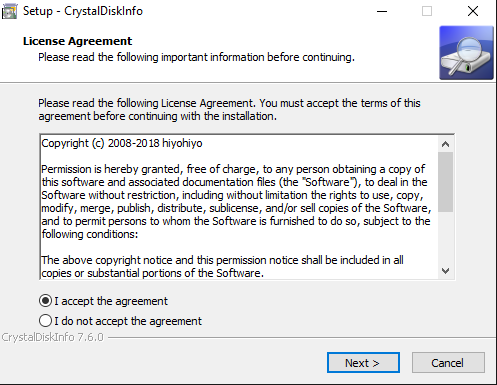 Setup - CrystalDiskInfo
License Agreement
Please read the following important information before continuing.
Please read the following License Agreement. You must accept the terms of this
agreement before continuing with the installation.
Copyright (c) 2008-2018 hiyohiyo
Permission is hereby granted, free of charge, to any person obtaining a copy of
this software and associated documentation files (the "Software"), to deal in the
Software without restriction, including without limitation the rights to use, copy,
modify, merge, publish, distribute, sublicense, and/or sell copies of the Software,
and to permit persons to whom the Software is furnished to do so, subject to the
following conditions:
The above copyright notice and this permission notice shall be included in all
copies or substantial portions of the Software.
I accept the agreement
I do not accept the agreement
CrystalDiskInfo 7.6.0
Next >
Cancel